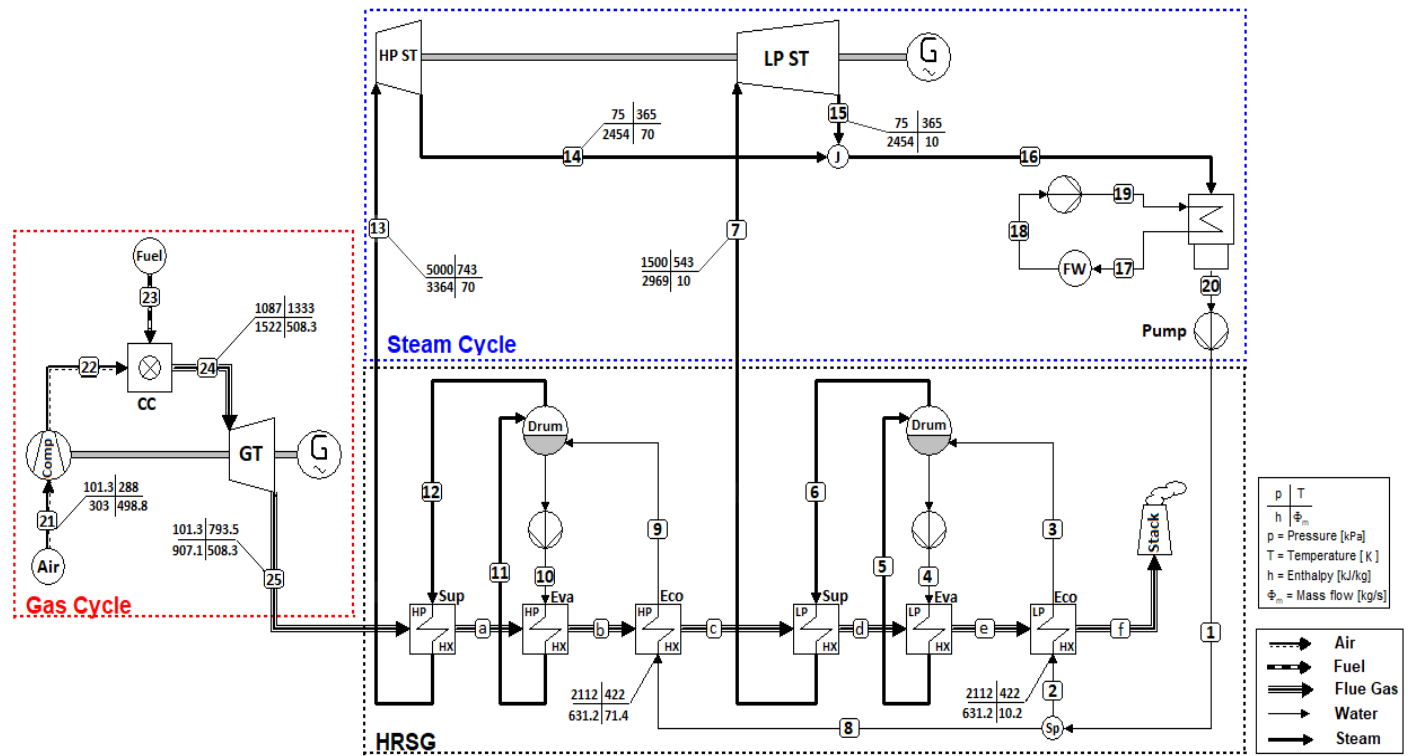 HP ST
LP ST
G
15
75 365
2454 70
75 365
2454 10
14
J
16
13
7
5000 743
3364 70
1500 543
2969 10
19
18
FW
17
20
Pump
Steam Cycle
Fuel
23
1087 1333
1522 508.3
22
24
CC
Comp
GT
G
21
101.3 288
303 498.8
101.3 793.5
907.1 508.3
Air
25
Gas Cycle
Drum
Drum
12
9
6
3
11
10
5
4
1
Stack
Sup
Eva
Eco
Sup
Eva
Eco
HP
HX
a
HP
HX
b
HP
HX
c
LP
HX
d
LP
HX
e
LP
HX
f
2112 422
631.2 71.4
2112 422
631.2 10.2
2
8
Sp
HRSG
p T
h Φm
p = Pressure [kPa]
T = Temperature [ K ]
h = Enthalpy [kJ/kg]
Φm = Mass flow [kg/s]
Air
Fuel
Flue Gas
Water
Steam